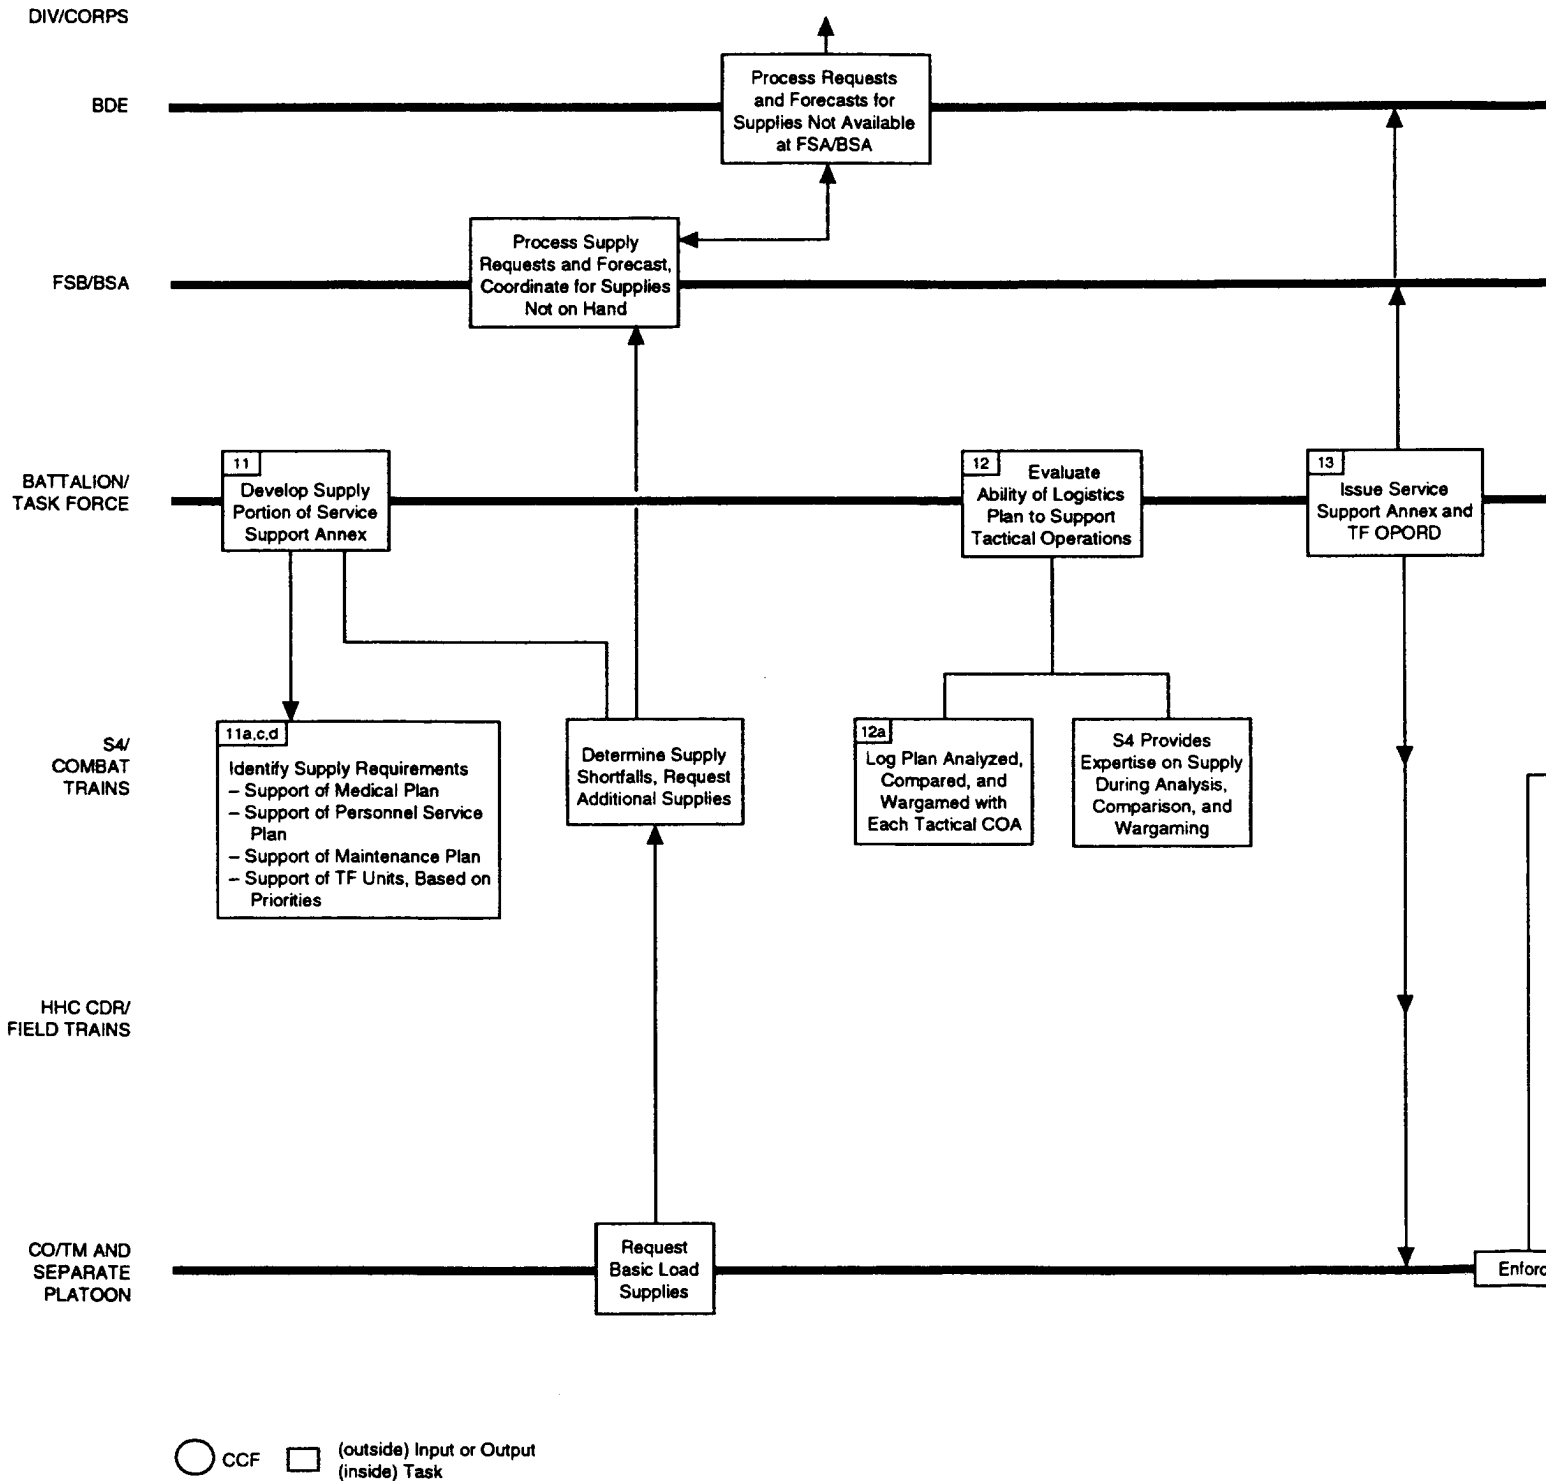 DIV/CORPS
Process Requests
and Forecasts for
Supplies Not Available
at FSA/BSA
BDE
Process Supply
Requests and Forecast,
Coordinate for Supplies
Not on Hand
FSB/BSA
BATTALION/
TASK FORCE
11
Develop Supply
Portion of Service
Support Annex
12
Evaluate
Ability of Logistics
Plan to Support
Tactical Operations
13
Issue Service
Support Annex and
TF OPORD
S4/
COMBAT
TRAINS
11a,c,d
Identify Supply Requirements
– Support of Medical Plan
– Support of Personnel Service
Plan
– Support of Maintenance Plan
– Support of TF Units, Based on
Priorities
Determine Supply
Shortfalls, Request
Additional Supplies
12a
Log Plan Analyzed,
Compared, and
Wargamed with
Each Tactical COA
S4 Provides
Expertise on Supply
During Analysis,
Comparison, and
Wargaming
HHC CDR/
FIELD TRAINS
CO/TM AND
SEPARATE
PLATOON
Request
Basic Load
Supplies
Enforc
CCF
(outside) Input or Output
(inside) Task